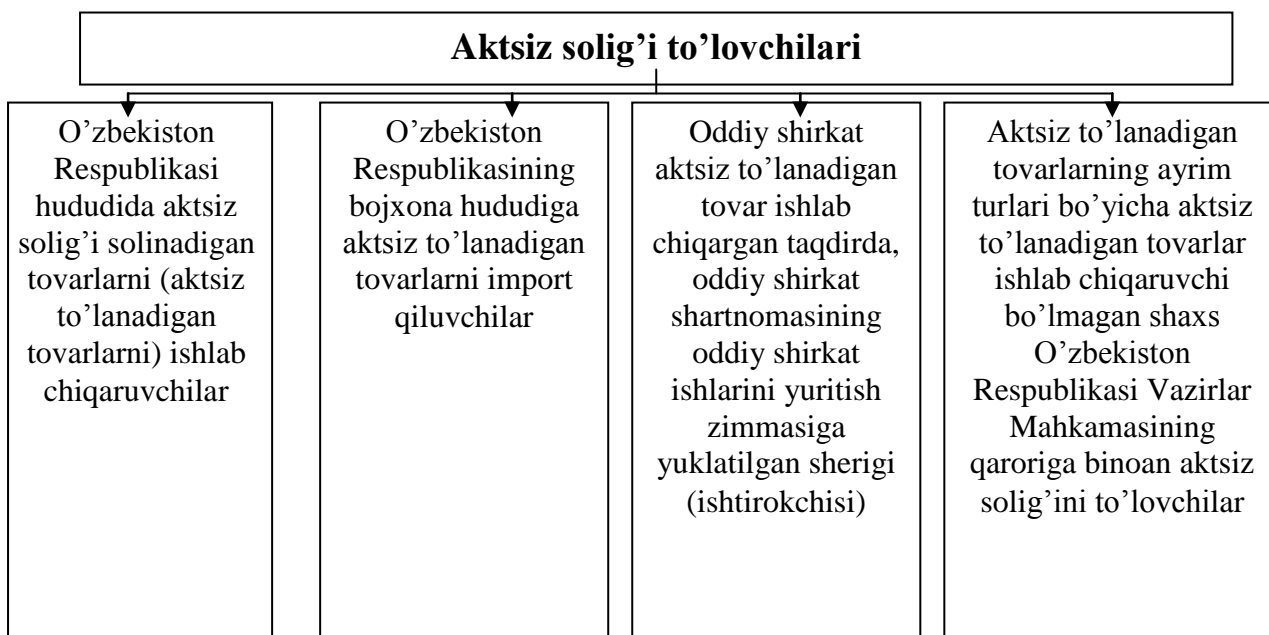 Aktsiz solig’i to’lovchilari
O’zbekiston
Respublikasi
hududida aktsiz
solig’i solinadigan
tovarlarni (aktsiz
to’lanadigan
tovarlarni) ishlab
chiqaruvchilar
O’zbekiston
Respublikasining
bojxona hududiga
aktsiz to’lanadigan
tovarlarni import
qiluvchilar
Oddiy shirkat
aktsiz to’lanadigan
tovar ishlab
chiqargan taqdirda,
oddiy shirkat
shartnomasining
oddiy shirkat
ishlarini yuritish
zimmasiga
yuklatilgan sherigi
(ishtirokchisi)
Aktsiz to’lanadigan
tovarlarning ayrim
turlari bo’yicha aktsiz
to’lanadigan tovarlar
ishlab chiqaruvchi
bo’lmagan shaxs
O’zbekiston
Respublikasi Vazirlar
Mahkamasining
qaroriga binoan aktsiz
solig’ini to’lovchilar